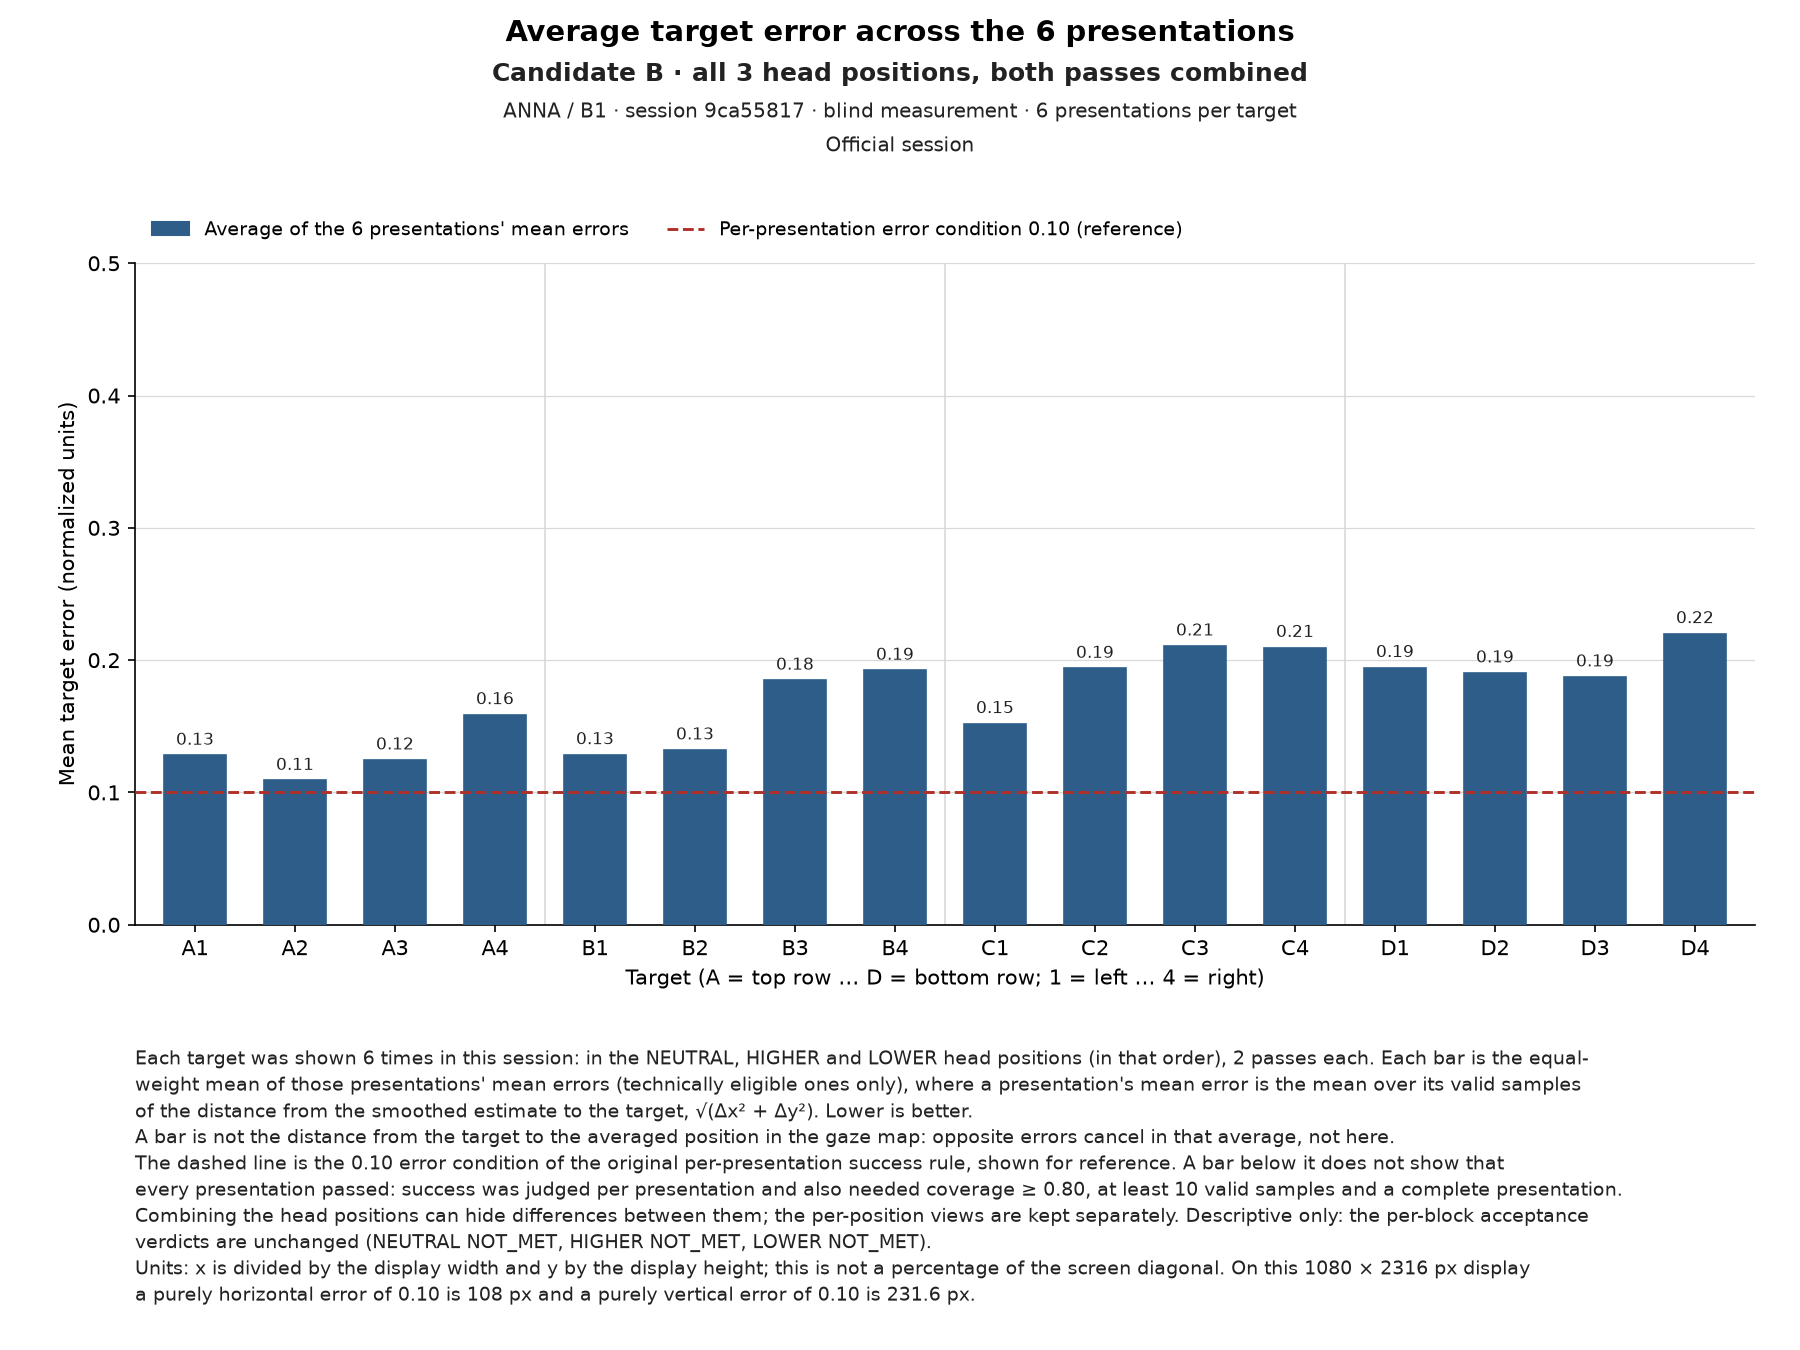 Average target error across the 6 presentations
Candidate B · all 3 head positions, both passes combined
ANNA / B1 · session 9ca55817 · blind measurement · 6 presentations per target
Official session
Average of the 6 presentations' mean errors
Per-presentation error condition 0.10 (reference)
Mean target error (normalized units)
0.5
0.4
0.3
0.2
0.1
0.0
0.13
0.11
0.12
0.16
0.13
0.13
0.18
0.19
0.15
0.19
0.21
0.21
0.19
0.19
0.19
0.22
A1 A2 A3 A4 B1 B2 B3 B4 C1 C2 C3 C4 D1 D2 D3 D4
Target (A = top row ... D = bottom row; 1 = left ... 4 = right)
Each target was shown 6 times in this session: in the NEUTRAL, HIGHER and LOWER head positions (in that order), 2 passes each. Each bar is the equal-
weight mean of those presentations' mean errors (technically eligible ones only), where a presentation's mean error is the mean over its valid samples
of the distance from the smoothed estimate to the target, √(Δx² + Δy²). Lower is better.
A bar is not the distance from the target to the averaged position in the gaze map: opposite errors cancel in that average, not here.
The dashed line is the 0.10 error condition of the original per-presentation success rule, shown for reference. A bar below it does not show that
every presentation passed: success was judged per presentation and also needed coverage ≥ 0.80, at least 10 valid samples and a complete presentation.
Combining the head positions can hide differences between them; the per-position views are kept separately. Descriptive only: the per-block acceptance
verdicts are unchanged (NEUTRAL NOT_MET, HIGHER NOT_MET, LOWER NOT_MET).
Units: x is divided by the display width and y by the display height; this is not a percentage of the screen diagonal. On this 1080 × 2316 px display
a purely horizontal error of 0.10 is 108 px and a purely vertical error of 0.10 is 231.6 px.